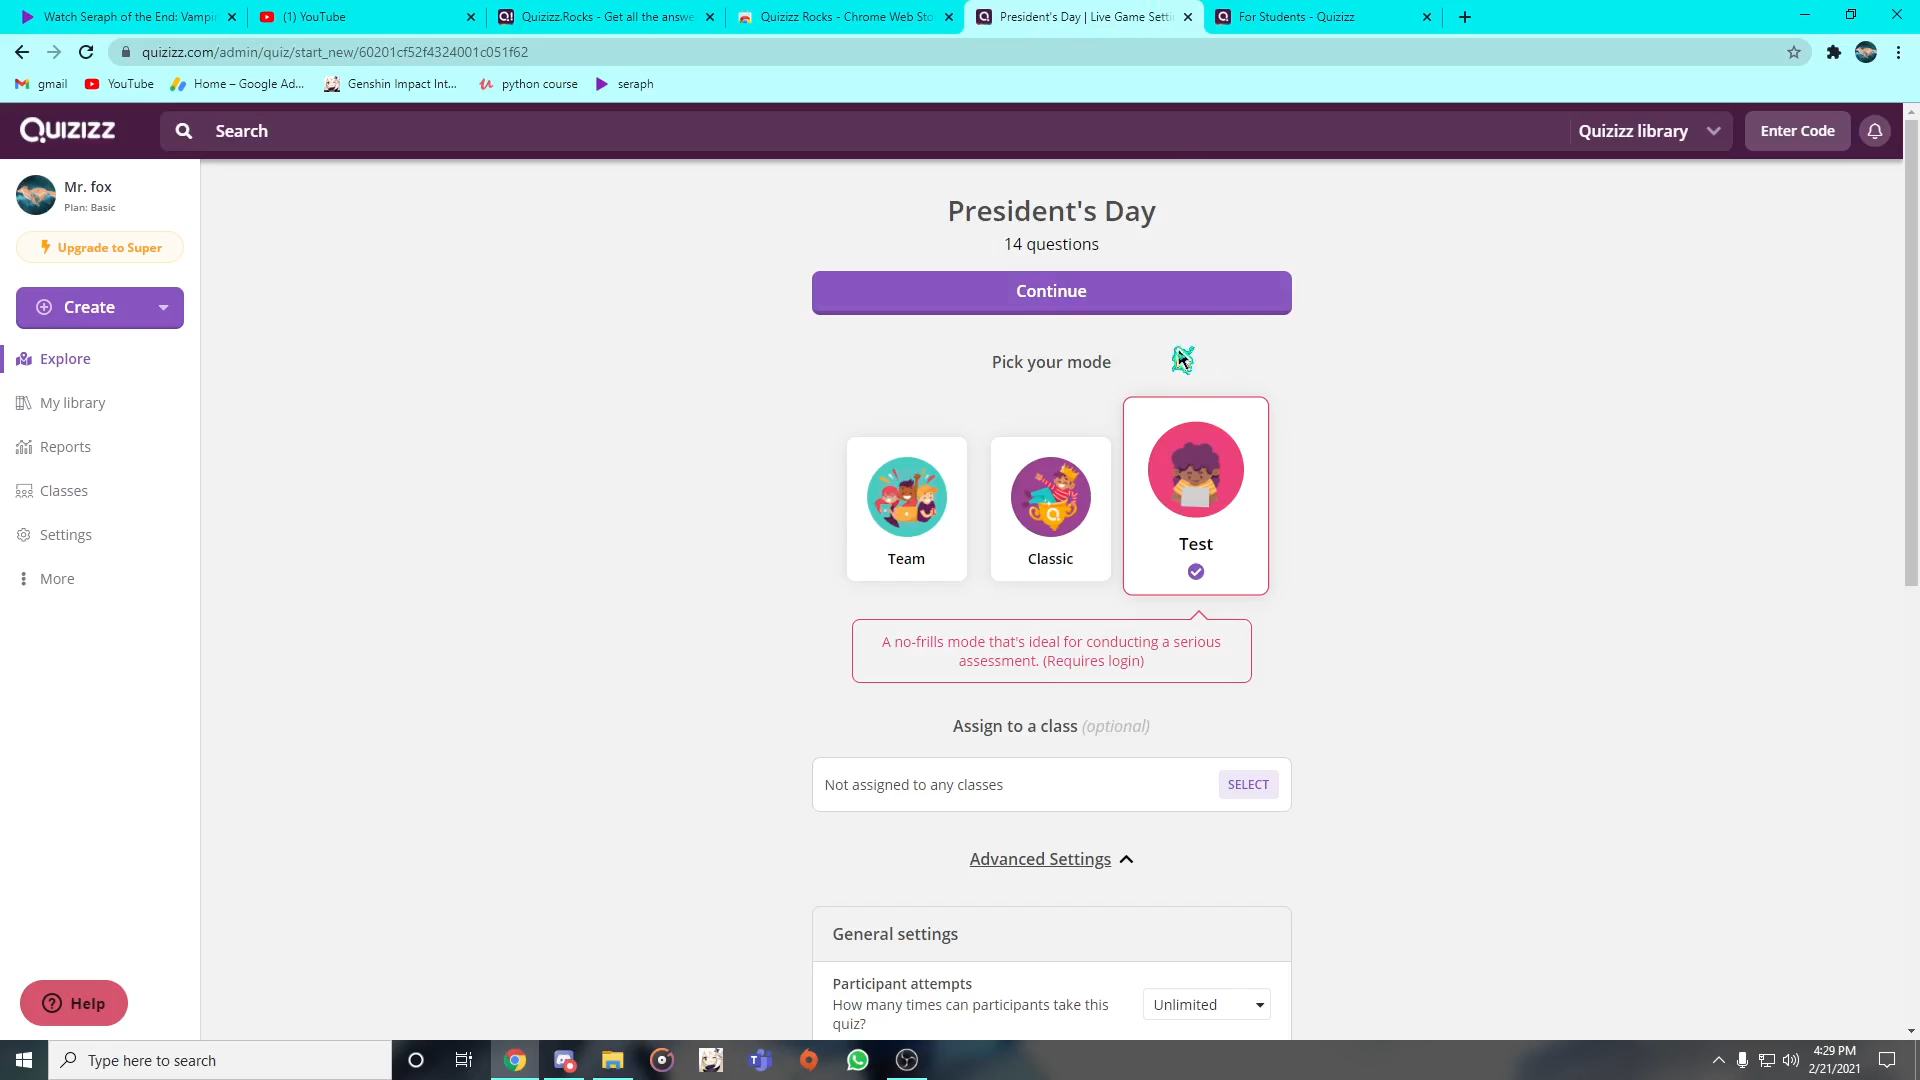 Watch Seraph of the End: Vampir
(1) YouTube
Quizizz.Rocks - Get all the answe
Quizizz Rocks - Chrome Web Sto
President's Day | Live Game Setti
For Students - Quizizz
quizizz.com/admin/quiz/start_new/60201cf52f4324001c051f62
gmail
YouTube
Home – Google Ad...
Genshin Impact Int...
python course
seraph
Quizizz
Search
Quizizz library
Enter Code
Mr. fox
Plan: Basic
Upgrade to Super
Create
Explore
My library
Reports
Classes
Settings
More
Help
President's Day
14 questions
Continue
Pick your mode
Team
Classic
Test
A no-frills mode that's ideal for conducting a serious
assessment. (Requires login)
Assign to a class (optional)
Not assigned to any classes
SELECT
Advanced Settings
General settings
Participant attempts
How many times can participants take this
quiz?
Unlimited
Type here to search
4:29 PM
2/21/2021